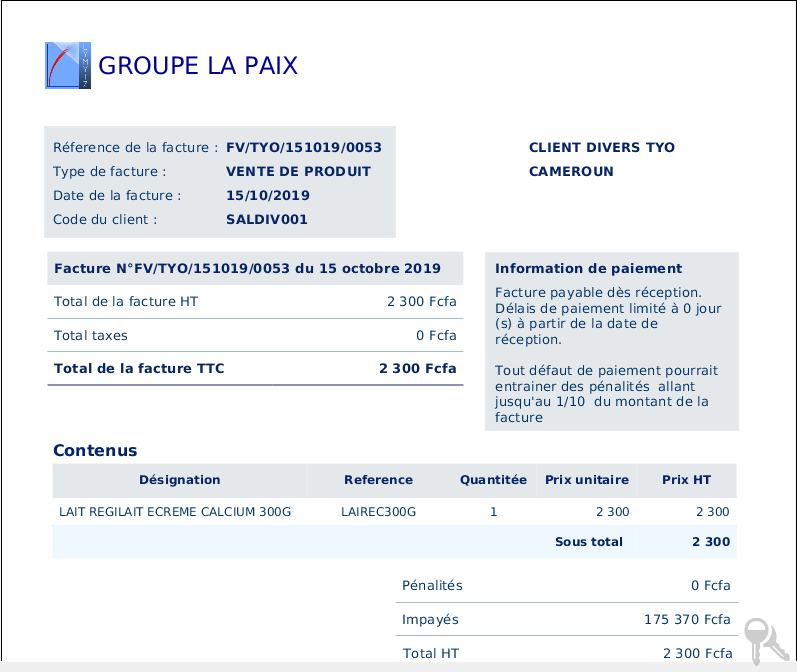 GROUPE LA PAIX
Réference de la facture : FV/TYO/151019/0053
Type de facture : VENTE DE PRODUIT
Date de la facture : 15/10/2019
Code du client : SALDIV001
CLIENT DIVERS TYO
CAMEROUN
Facture N°FV/TYO/151019/0053 du 15 octobre 2019
Total de la facture HT 2 300 Fcfa
Total taxes 0 Fcfa
Total de la facture TTC 2 300 Fcfa
Information de paiement
Facture payable dès réception.
Délais de paiement limité à 0 jour
(s) à partir de la date de
réception.
Tout défaut de paiement pourrait
entrainer des pénalités allant
jusqu'au 1/10 du montant de la
facture
Contenus
Désignation Reference Quantitée Prix unitaire Prix HT
LAIT REGILAIT ECREME CALCIUM 300G LAIREC300G 1 2 300 2 300
Sous total 2 300
Pénalités 0 Fcfa
Impayés 175 370 Fcfa
Total HT 2 300 Fcfa